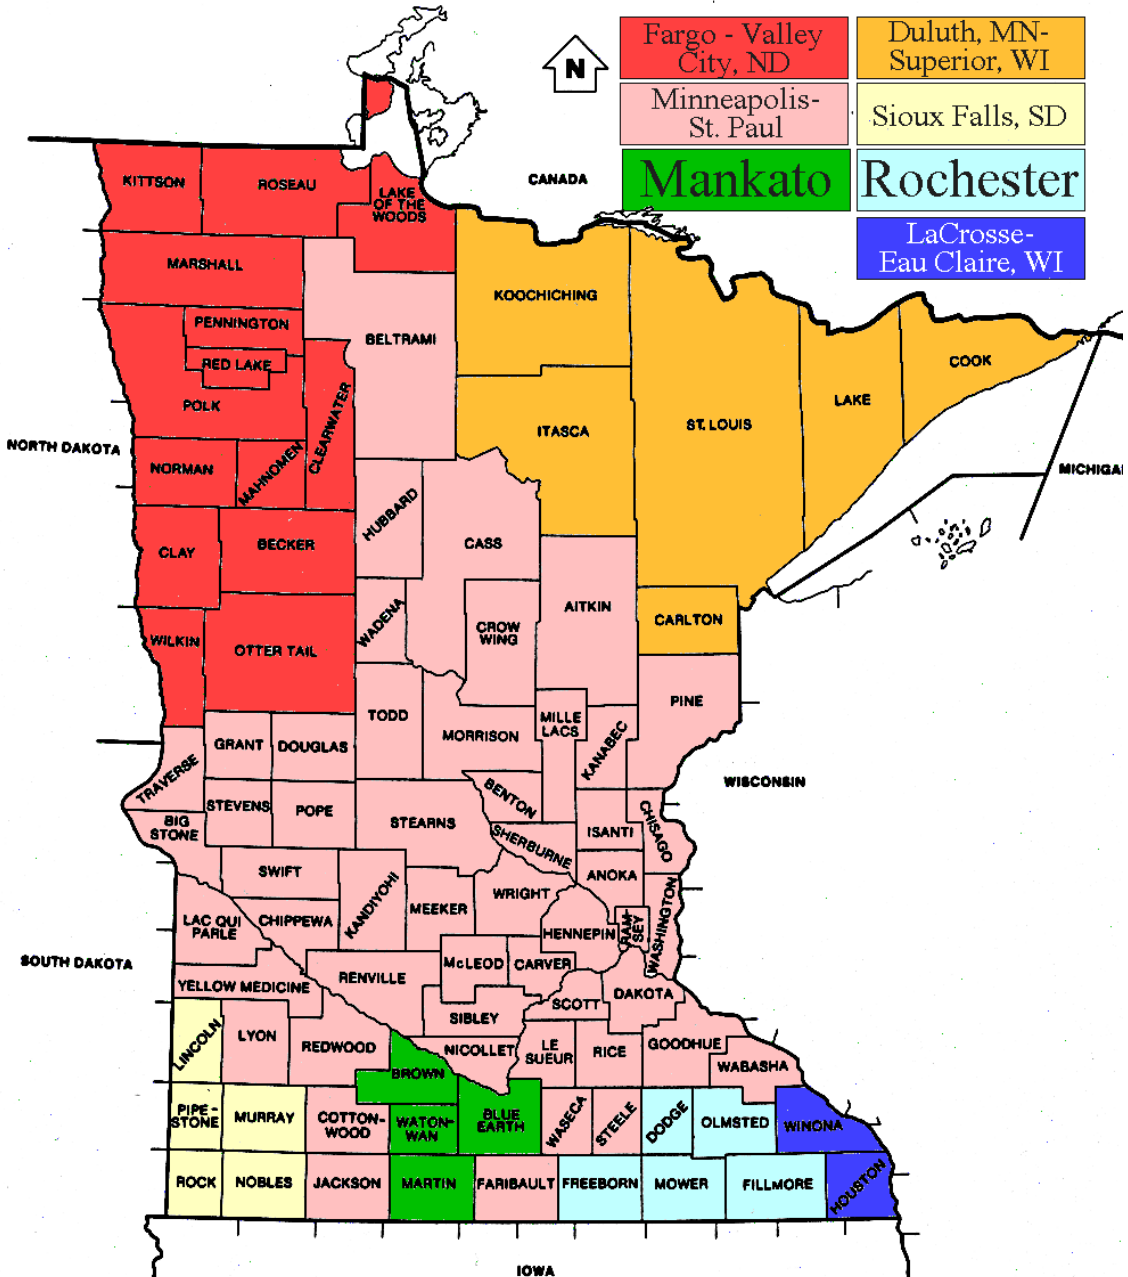 Fargo - Valley
City, ND
Duluth, MN-
Superior, WI
N
Minneapolis-
St. Paul
Sioux Falls, SD
Mankato
Rochester
LaCrosse-
Eau Claire, WI
CANADA
KITTSON
ROSEAU
LAKE
OF THE
WOODS
MARSHALL
KOOCHICHING
PENNINGTON
BELTRAMI
RED LAKE
COOK
POLK
CLEARWATER
LAKE
ITASCA
ST. LOUIS
NORTH DAKOTA
NORMAN
MAHNOMEN
MICHIGAN
HUBBARD
CASS
CLAY
BECKER
AITKIN
WADENA
CROW
WING
CARLTON
WILKIN
OTTER TAIL
PINE
TODD
MILLE
LACS
MORRISON
KANABEC
GRANT
DOUGLAS
TRAVERSE
WISCONSIN
BENTON
STEVENS
POPE
STEARNS
BIG
STONE
ISANTI
CHISAGO
SHERBURNE
SWIFT
ANOKA
KANDIYOHI
WRIGHT
MEEKER
WASHINGTON
LAC QUI
PARLE
CHIPPEWA
HENNEPIN
RAM-
SEY
SOUTH DAKOTA
McLEOD
CARVER
RENVILLE
YELLOW MEDICINE
DAKOTA
SCOTT
SIBLEY
LINCOLN
LYON
REDWOOD
NICOLLET
LE
SUEUR
RICE
GOODHUE
WABASHA
BROWN
PIPE-
STONE
MURRAY
COTTON-
WOOD
WATON-
WAN
BLUE
EARTH
WASECA
STEELE
DODGE
OLMSTED
WINONA
ROCK
NOBLES
JACKSON
MARTIN
FARIBAULT
FREEBORN
MOWER
FILLMORE
HOUSTON
IOWA